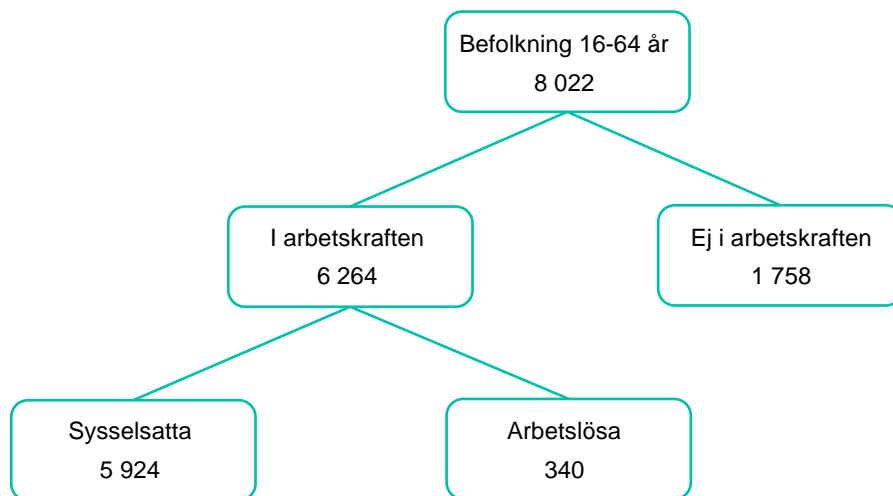 Befolkning 16-64 år
8 022
I arbetskraften
6 264
Ej i arbetskraften
1 758
Sysselsatta
5 924
Arbetslösa
340